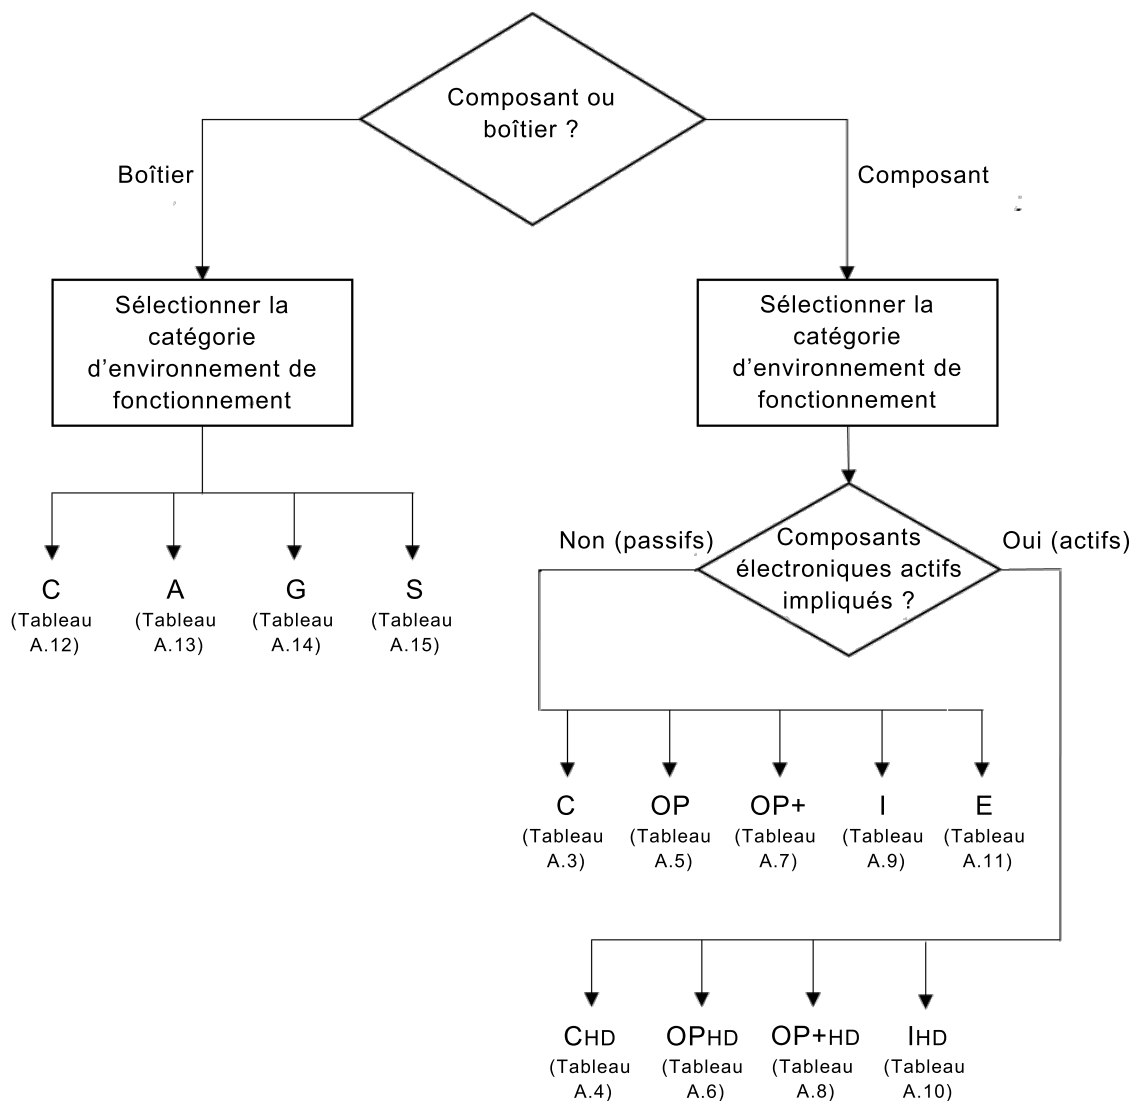 Composant ou
boîtier ?
Boîtier
Composant
Sélectionner la
catégorie
d’environnement de
fonctionnement
Sélectionner la
catégorie
d’environnement de
fonctionnement
Non (passifs)
Composants
électroniques actifs
impliqués ?
Oui (actifs)
C
(Tableau
A.12)
A
(Tableau
A.13)
G
(Tableau
A.14)
S
(Tableau
A.15)
C
(Tableau
A.3)
OP
(Tableau
A.5)
OP+
(Tableau
A.7)
I
(Tableau
A.9)
E
(Tableau
A.11)
CHD
(Tableau
A.4)
OPHD
(Tableau
A.6)
OP+HD
(Tableau
A.8)
IHD
(Tableau
A.10)